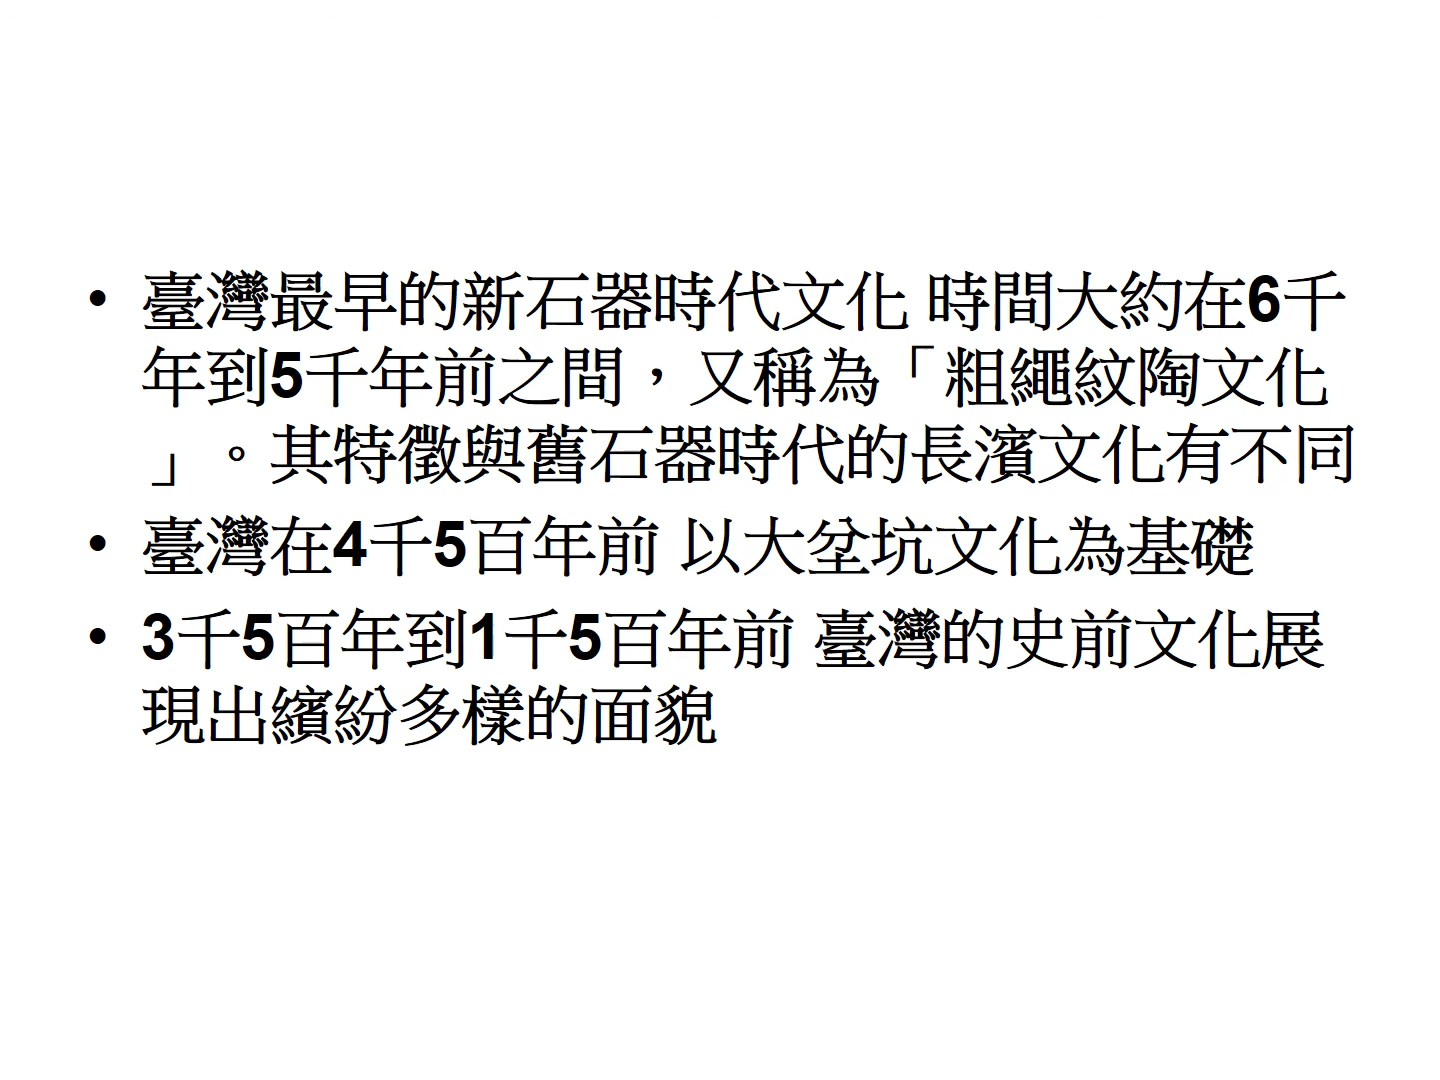 • 臺灣最早的新石器時代文化 時間大約在6千
年到5千年前之間，又稱為「粗繩紋陶文化
」。其特徵與舊石器時代的長濱文化有不同
• 臺灣在4千5百年前 以大坌坑文化為基礎
• 3千5百年到1千5百年前 臺灣的史前文化展
現出繽紛多樣的面貌